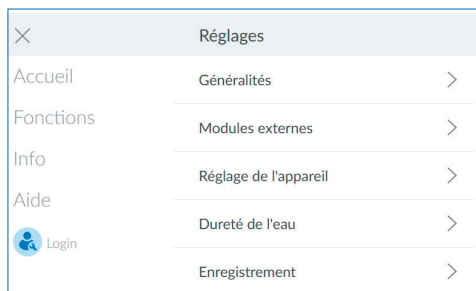 Réglages
Accueil
Fonctions
Info
Aide
Login
Généralités
Modules externes
Réglage de l'appareil
Dureté de l'eau
Enregistrement